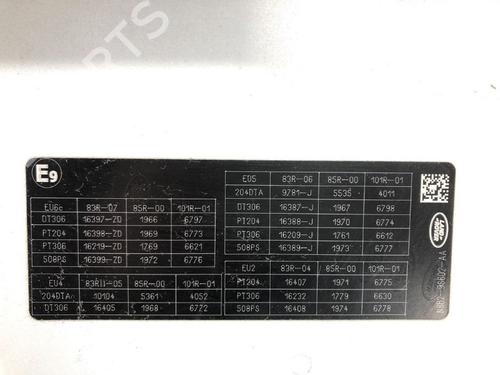 PARTS
E9
EU6c 83R-07 85R-00 101R-01
DT306 16397-ZD 1966 6797
PT204 16398-ZD 1969 6773
PT306 16219-ZD 1769 6621
508PS 16399-ZD 1972 6776
EU4 83RII-05 85R-00 101R-01
204DTA 10104 5361 4052
DT306 16405 1968 6772
EU5 83R-06 85R-00 101R-01
204DTA 9781-J 5535 4011
DT306 16387-J 1967 6798
PT204 16388-J 1970 6774
PT306 16209-J 1761 6612
508PS 16389-J 1973 6777
EU2 83R-04 85R-00 101R-01
PT204 16407 1971 6775
PT306 16232 1779 6630
508PS 16408 1974 6778
LAND ROVER